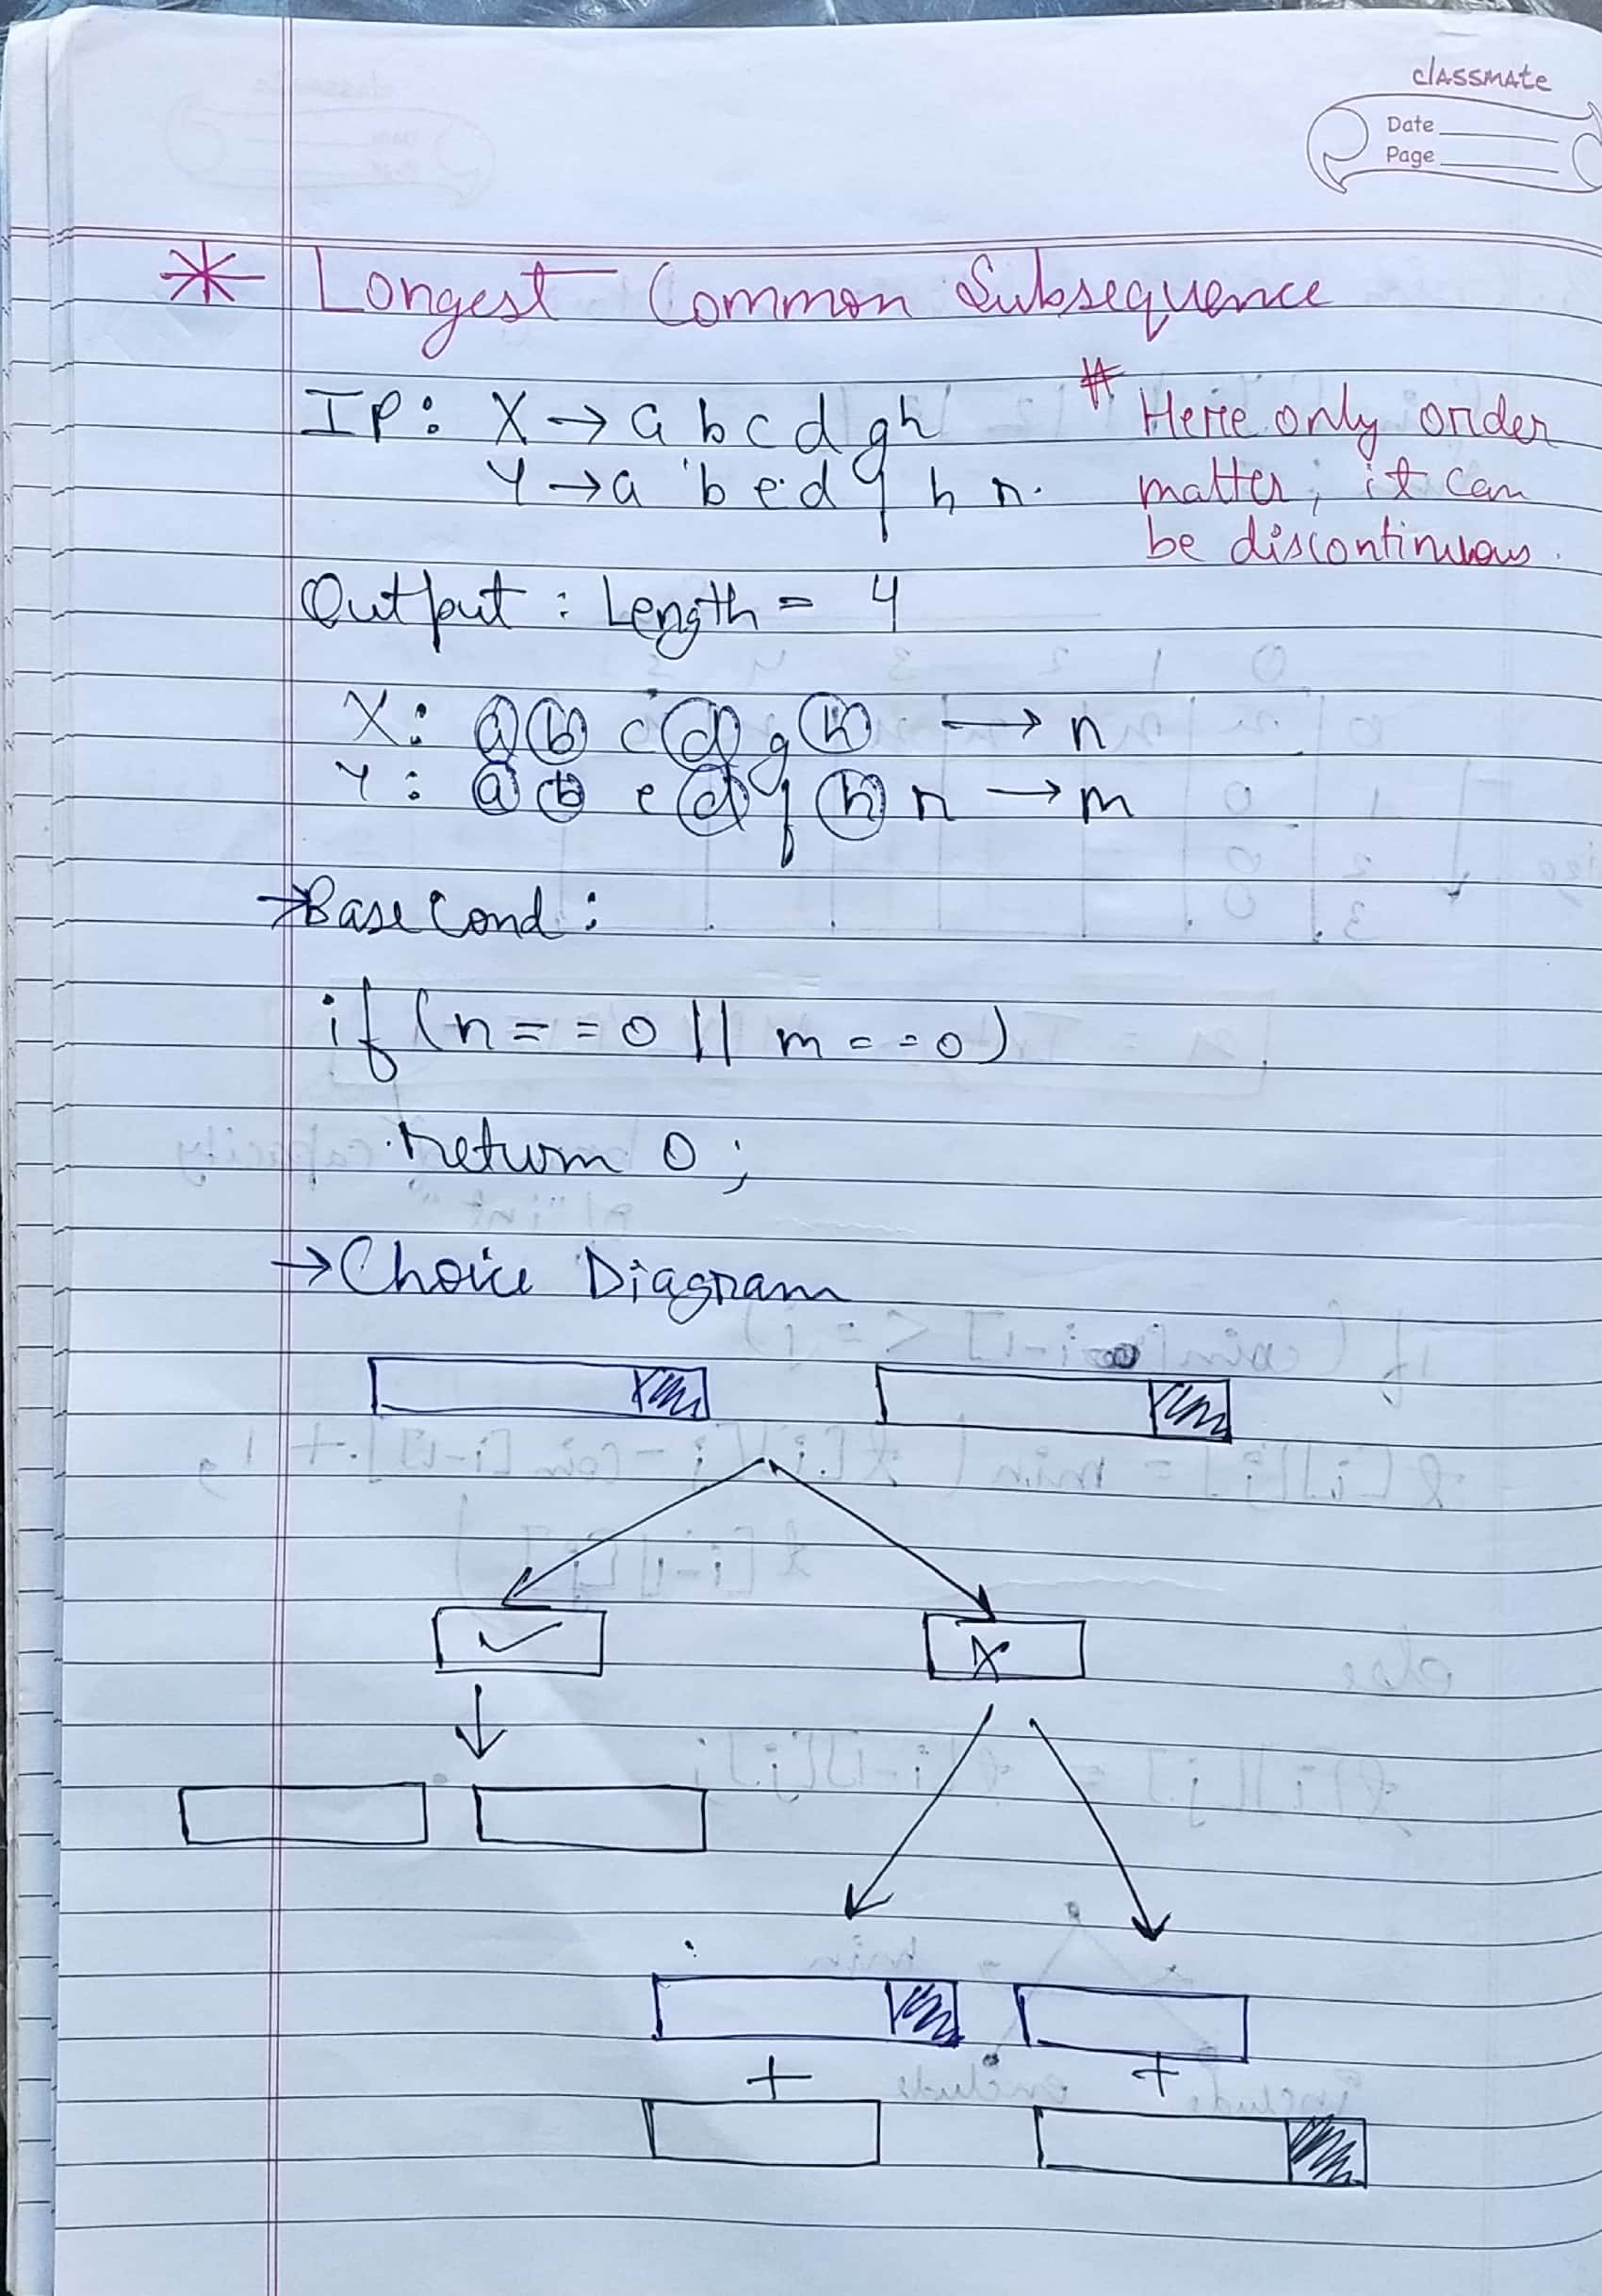 classmate
Date
Page
* Longest Common Subsequence
IP: X → a b c d g h
# Here only order
Y → a b e d f h n.
matter; it can
be discontinuous.
Output : Length = 4
X: a b c d g h → n
Y: a b e d f h n → m
→ Base Cond :
if (n = = 0 || m = = 0)
return 0 ;
→ Choice Diagram
✓ X
+ +